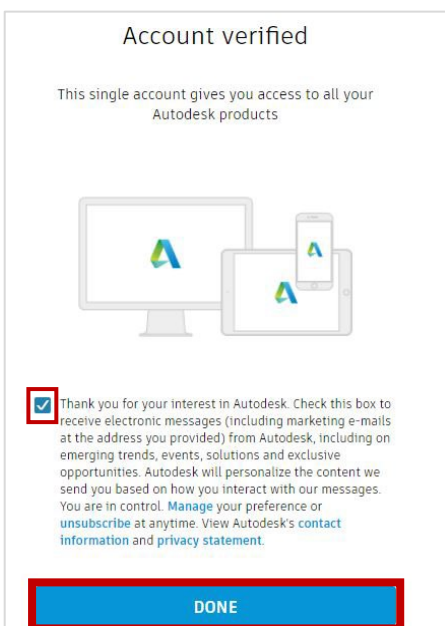 Account verified
This single account gives you access to all your
Autodesk products
Thank you for your interest in Autodesk. Check this box to
receive electronic messages (including marketing e-mails
at the address you provided) from Autodesk, including on
emerging trends, events, solutions and exclusive
opportunities. Autodesk will personalize the content we
send you based on how you interact with our messages.
You are in control. Manage your preference or
unsubscribe at anytime. View Autodesk's contact
information and privacy statement.
DONE